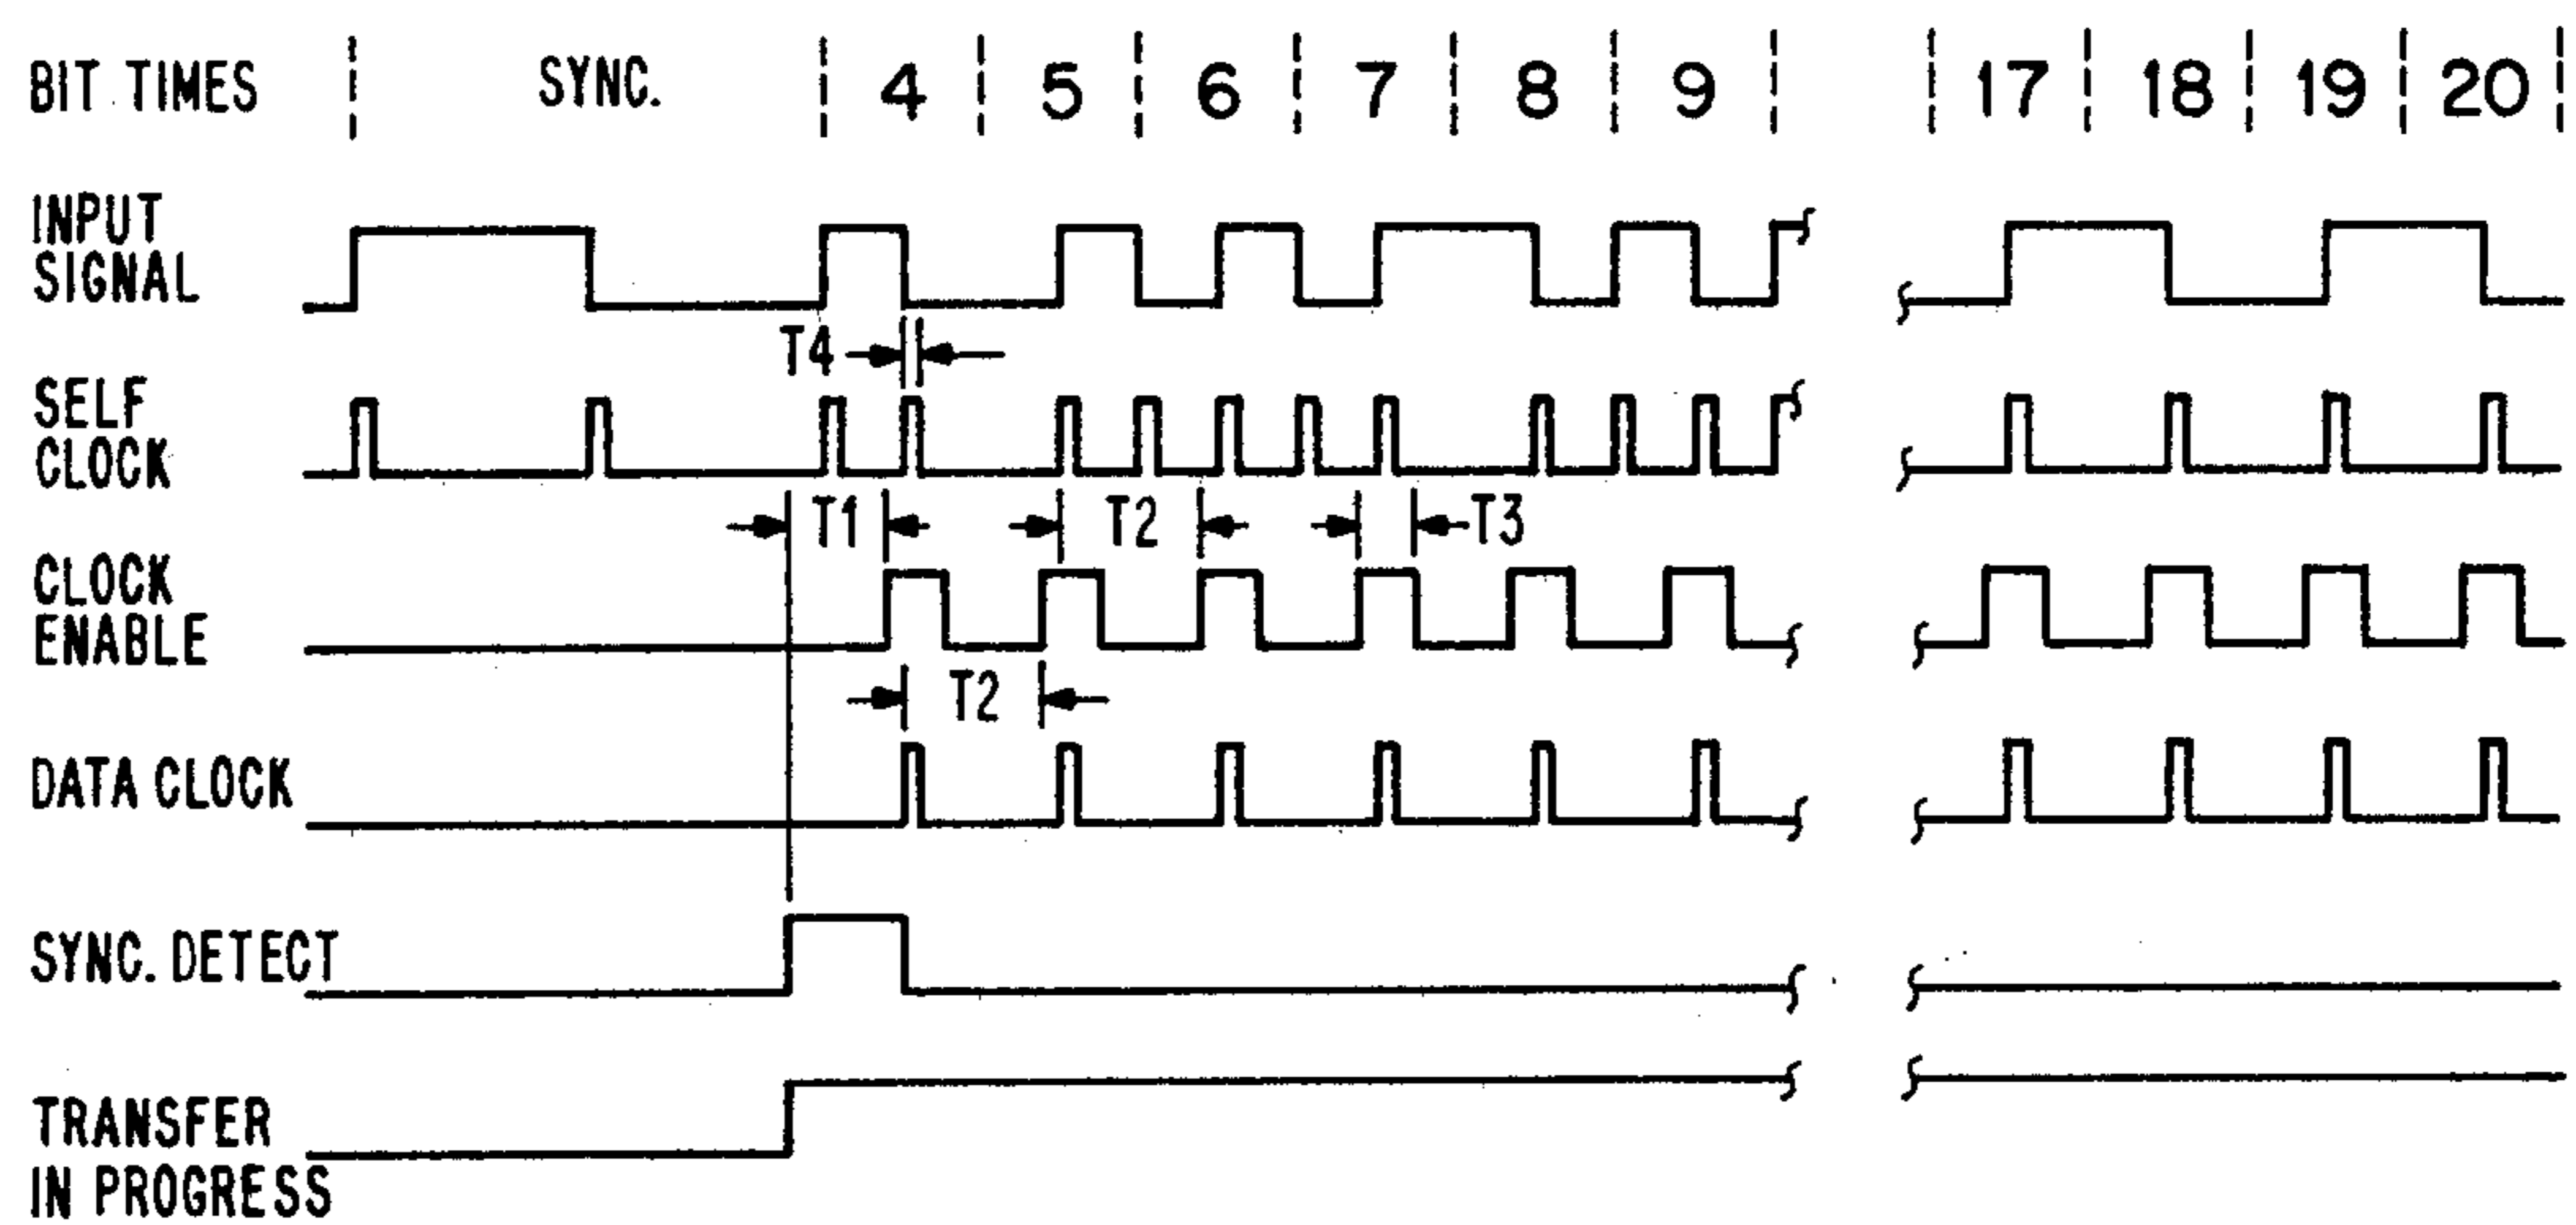 BIT TIMES SYNC. 4 5 6 7 8 9 17 18 19 20
INPUT
SIGNAL
T4
SELF
CLOCK
T1 T2 T3
CLOCK
ENABLE
T2
DATA CLOCK
SYNC. DETECT
TRANSFER
IN PROGRESS